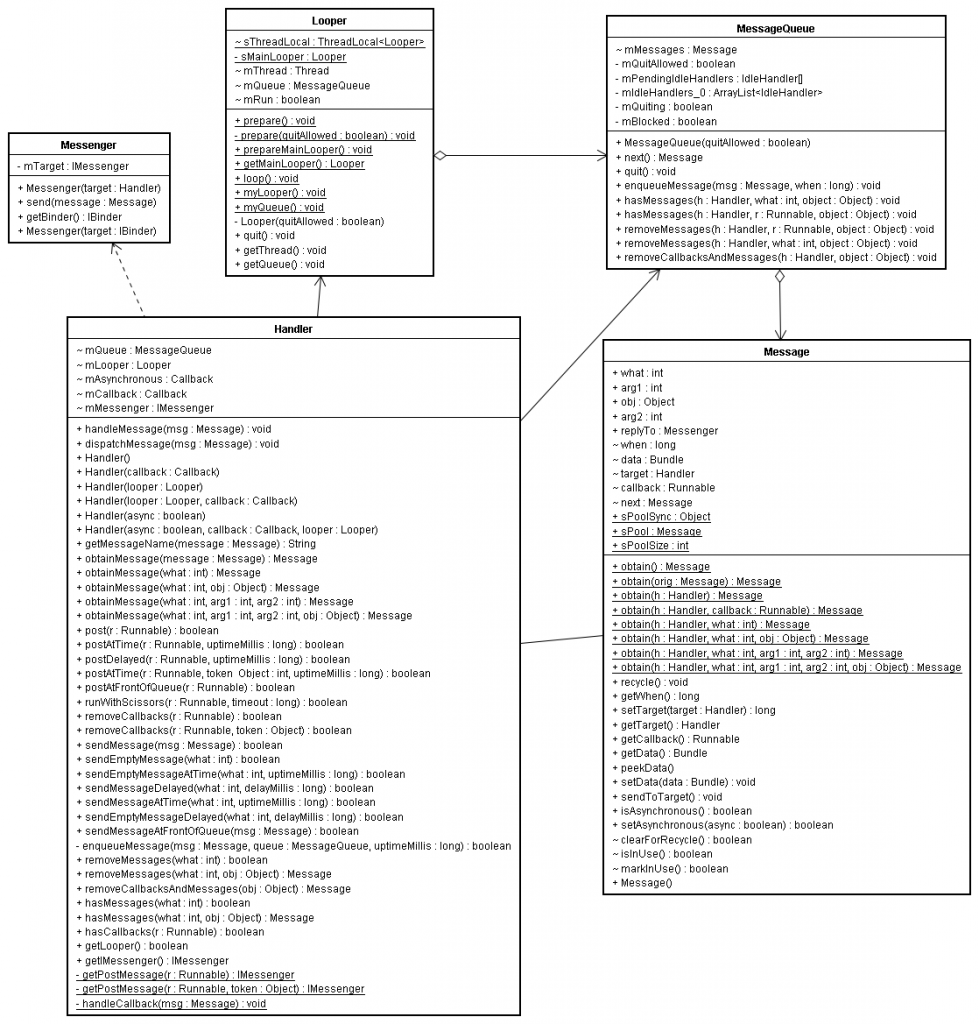 Looper
~ sThreadLocal : ThreadLocal<Looper>
- sMainLooper : Looper
~ mThread : Thread
~ mQueue : MessageQueue
~ mRun : boolean
+ prepare() : void
- prepare(quitAllowed : boolean) : void
+ prepareMainLooper() : void
+ getMainLooper() : Looper
+ loop() : void
+ myLooper() : void
+ myQueue() : void
- Looper(quitAllowed : boolean)
+ quit() : void
+ getThread() : void
+ getQueue() : void
MessageQueue
~ mMessages : Message
- mQuitAllowed : boolean
- mPendingIdleHandlers : IdleHandler[]
- mIdleHandlers_0 : ArrayList<IdleHandler>
- mQuiting : boolean
- mBlocked : boolean
+ MessageQueue(quitAllowed : boolean)
+ next() : Message
+ quit() : void
+ enqueueMessage(msg : Message, when : long) : void
+ hasMessages(h : Handler, what : int, object : Object) : void
+ hasMessages(h : Handler, r : Runnable, object : Object) : void
+ removeMessages(h : Handler, r : Runnable, object : Object) : void
+ removeMessages(h : Handler, what : int, object : Object) : void
+ removeCallbacksAndMessages(h : Handler, object : Object) : void
Messenger
- mTarget : IMessenger
+ Messenger(target : Handler)
+ send(message : Message)
+ getBinder() : IBinder
+ Messenger(target : IBinder)
Handler
~ mQueue : MessageQueue
~ mLooper : Looper
~ mAsynchronous : Callback
~ mCallback : Callback
~ mMessenger : IMessenger
+ handleMessage(msg : Message) : void
+ dispatchMessage(msg : Message) : void
+ Handler()
+ Handler(callback : Callback)
+ Handler(looper : Looper)
+ Handler(looper : Looper, callback : Callback)
+ Handler(async : boolean)
+ Handler(async : boolean, callback : Callback, looper : Looper)
+ getMessageName(message : Message) : String
+ obtainMessage(message : Message) : Message
+ obtainMessage(what : int) : Message
+ obtainMessage(what : int, obj : Object) : Message
+ obtainMessage(what : int, arg1 : int, arg2 : int) : Message
+ obtainMessage(what : int, arg1 : int, arg2 : int, obj : Object) : Message
+ post(r : Runnable) : boolean
+ postAtTime(r : Runnable, uptimeMillis : long) : boolean
+ postDelayed(r : Runnable, uptimeMillis : long) : boolean
+ postAtTime(r : Runnable, token Object : int, uptimeMillis : long) : boolean
+ postAtFrontOfQueue(r : Runnable) : boolean
+ runWithScissors(r : Runnable, timeout : long) : boolean
+ removeCallbacks(r : Runnable) : boolean
+ removeCallbacks(r : Runnable, token : Object) : boolean
+ sendMessage(msg : Message) : boolean
+ sendEmptyMessage(what : int) : boolean
+ sendEmptyMessageAtTime(what : int, uptimeMillis : long) : boolean
+ sendMessageDelayed(what : int, delayMillis : long) : boolean
+ sendMessageAtTime(what : int, uptimeMillis : long) : boolean
+ sendEmptyMessageDelayed(what : int, delayMillis : long) : boolean
+ sendMessageAtFrontOfQueue(msg : Message) : boolean
- enqueueMessage(msg : Message, queue : MessageQueue, uptimeMillis : long) : boolean
+ removeMessages(what : int) : boolean
+ removeMessages(what : int, obj : Object) : Message
+ removeCallbacksAndMessages(obj : Object) : Message
+ hasMessages(what : int) : boolean
+ hasMessages(what : int, obj : Object) : Message
+ hasCallbacks(r : Runnable) : boolean
+ getLooper() : boolean
+ getIMessenger() : IMessenger
- getPostMessage(r : Runnable) : IMessenger
- getPostMessage(r : Runnable, token : Object) : IMessenger
- handleCallback(msg : Message) : void
Message
+ what : int
+ arg1 : int
+ obj : Object
+ arg2 : int
+ replyTo : Messenger
~ when : long
~ data : Bundle
~ target : Handler
~ callback : Runnable
~ next : Message
+ sPoolSync : Object
+ sPool : Message
+ sPoolSize : int
+ obtain() : Message
+ obtain(orig : Message) : Message
+ obtain(h : Handler) : Message
+ obtain(h : Handler, callback : Runnable) : Message
+ obtain(h : Handler, what : int) : Message
+ obtain(h : Handler, what : int, obj : Object) : Message
+ obtain(h : Handler, what : int, arg1 : int, arg2 : int) : Message
+ obtain(h : Handler, what : int, arg1 : int, arg2 : int, obj : Object) : Message
+ recycle() : void
+ getWhen() : long
+ setTarget(target : Handler) : long
+ getTarget() : Handler
+ getCallback() : Runnable
+ getData() : Bundle
+ peekData()
+ setData(data : Bundle) : void
+ sendToTarget() : void
+ isAsynchronous() : boolean
+ setAsynchronous(async : boolean) : boolean
~ clearForRecycle() : boolean
~ isInUse() : boolean
~ markInUse() : boolean
+ Message()